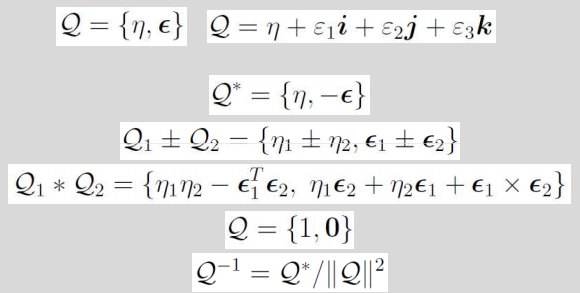 𝒬 = {η, ϵ}   𝒬 = η + ε₁i + ε₂j + ε₃k
𝒬* = {η, −ϵ}
𝒬₁ ± 𝒬₂ − {η₁ ± η₂, ϵ₁ ± ϵ₂}
𝒬₁ ∗ 𝒬₂ = {η₁η₂ − ϵ₁ᵀϵ₂, η₁ϵ₂ + η₂ϵ₁ + ϵ₁ × ϵ₂}
𝒬 = {1, 0}
𝒬⁻¹ = 𝒬*/||𝒬||²